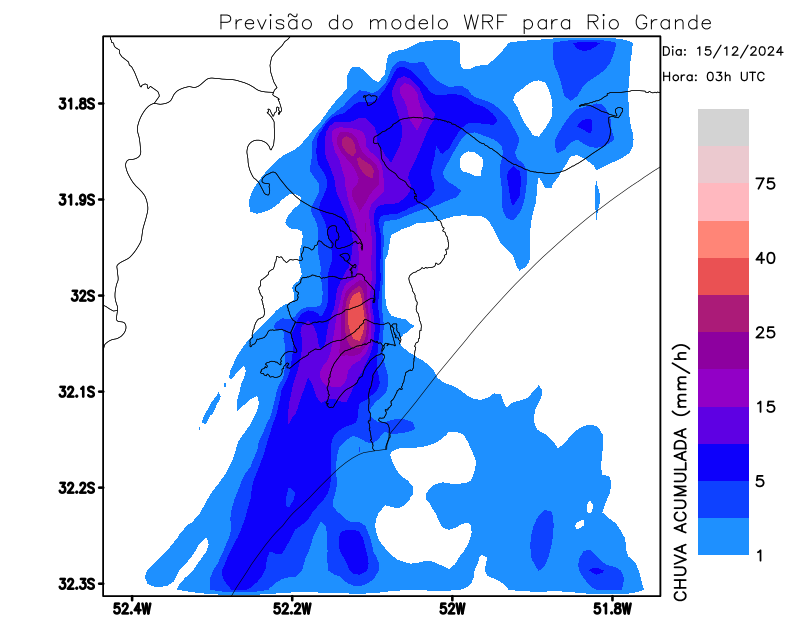 Previsão do modelo WRF para Rio Grande
Dia: 15/12/2024
Hora: 03h UTC
31.8S
31.9S
32S
32.1S
32.2S
32.3S
52.4W
52.2W
52W
51.8W
75
40
25
15
5
1
CHUVA ACUMULADA (mm/h)